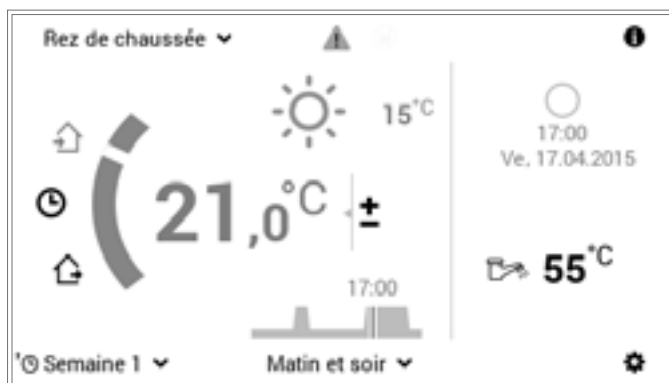 Rez de chaussée
15°C
17:00
Ve, 17.04.2015
21,0°C
±
55°C
17:00
Semaine 1
Matin et soir